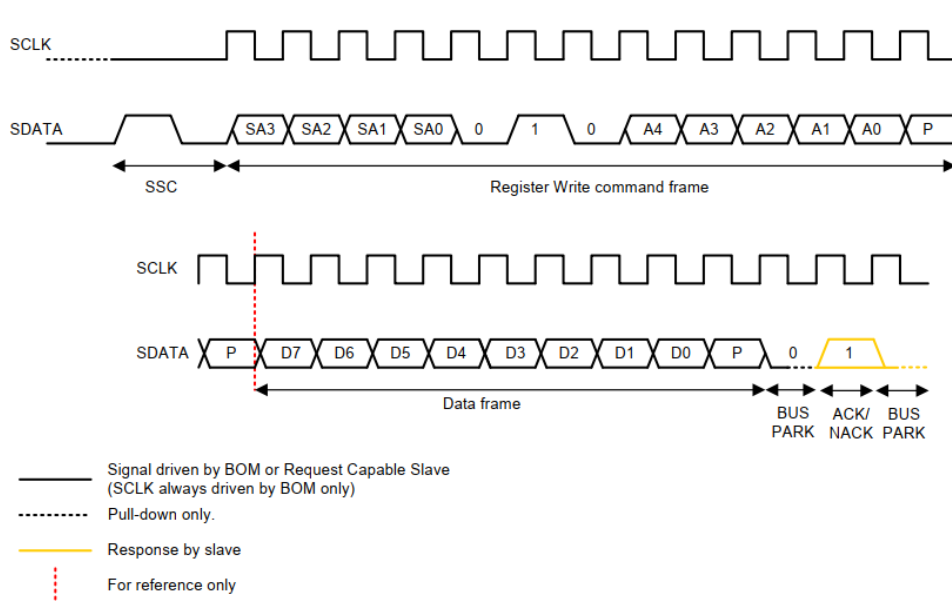 SCLK
SDATA SA3 SA2 SA1 SA0 0 1 0 A4 A3 A2 A1 A0 P
SSC Register Write command frame
SCLK
SDATA P D7 D6 D5 D4 D3 D2 D1 D0 P 0 1
Data frame
BUS PARK
ACK/ NACK
BUS PARK
Signal driven by BOM or Request Capable Slave
(SCLK always driven by BOM only)
Pull-down only.
Response by slave
For reference only